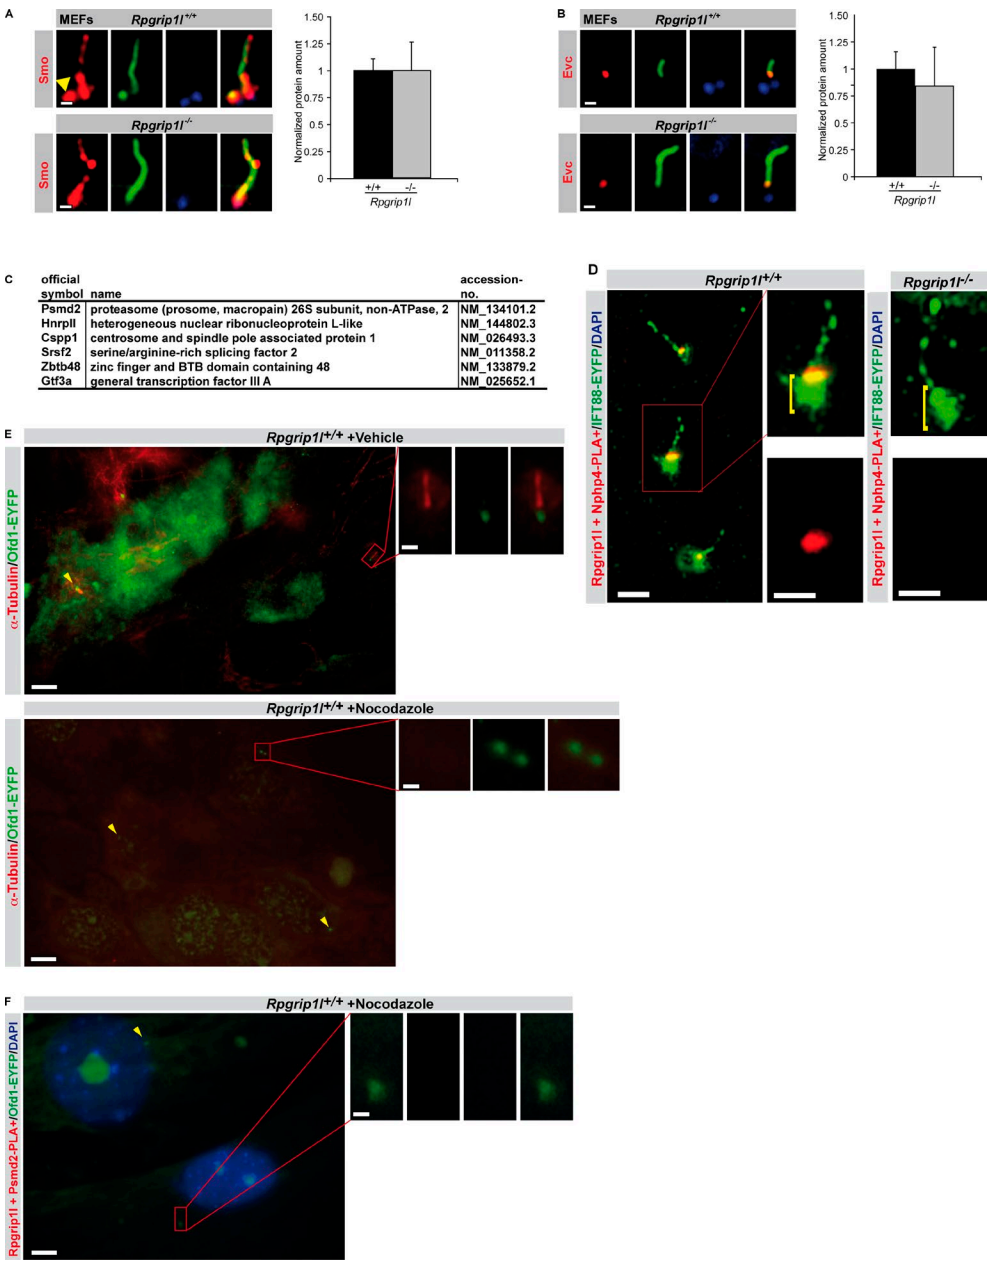 A
MEFs Rpgrip1l+/+
Smo
Rpgrip1l-/-
Smo
Normalized protein amount
1.50
1.25
1
0.75
0.5
0.25
0
+/+ -/-
Rpgrip1l
B
MEFs Rpgrip1l+/+
Evc
Rpgrip1l-/-
Evc
Normalized protein amount
1.50
1.25
1
0.75
0.5
0.25
0
+/+ -/-
Rpgrip1l
C
official accession-
symbol name no.
Psmd2 proteasome (prosome, macropain) 26S subunit, non-ATPase, 2 NM_134101.2
Hnrpll heterogeneous nuclear ribonucleoprotein L-like NM_144802.3
Cspp1 centrosome and spindle pole associated protein 1 NM_026493.3
Srsf2 serine/arginine-rich splicing factor 2 NM_011358.2
Zbtb48 zinc finger and BTB domain containing 48 NM_133879.2
Gtf3a general transcription factor III A NM_025652.1
D
Rpgrip1l+/+
Rpgrip1l-/-
Rpgrip1l + Nphp4-PLA+/IFT88-EYFP/DAPI
Rpgrip1l + Nphp4-PLA+/IFT88-EYFP/DAPI
E
Rpgrip1l+/+ +Vehicle
α-Tubulin/Ofd1-EYFP
Rpgrip1l+/+ +Nocodazole
α-Tubulin/Ofd1-EYFP
F
Rpgrip1l+/+ +Nocodazole
Rpgrip1l + Psmd2-PLA+/Ofd1-EYFP/DAPI